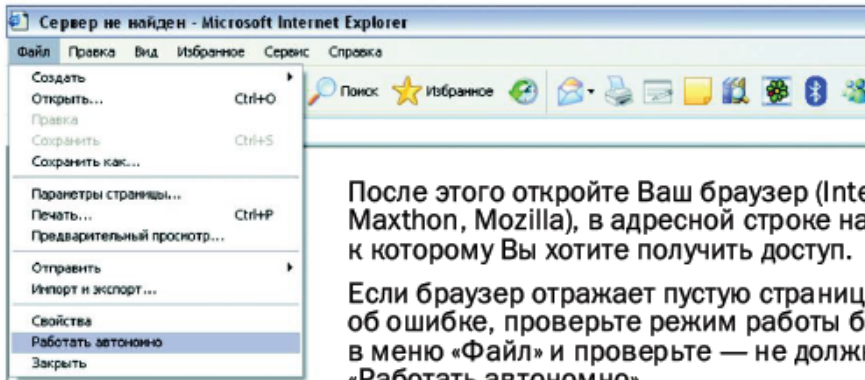 Сервер не найден - Microsoft Internet Explorer
Файл Правка Вид Избранное Сервис Справка
Поиск Избранное
Создать
Открыть... Ctrl+O
Правка
Сохранить Ctrl+S
Сохранить как...
Параметры страницы...
Печать... Ctrl+P
Предварительный просмотр...
Отправить
Импорт и экспорт...
Свойства
Работать автономно
Закрыть
После этого откройте Ваш браузер (Inte
Maxthon, Mozilla), в адресной строке на
к которому Вы хотите получить доступ.
Если браузер отражает пустую страниц
об ошибке, проверьте режим работы б
в меню «Файл» и проверьте — не долж
«Работать автономно»